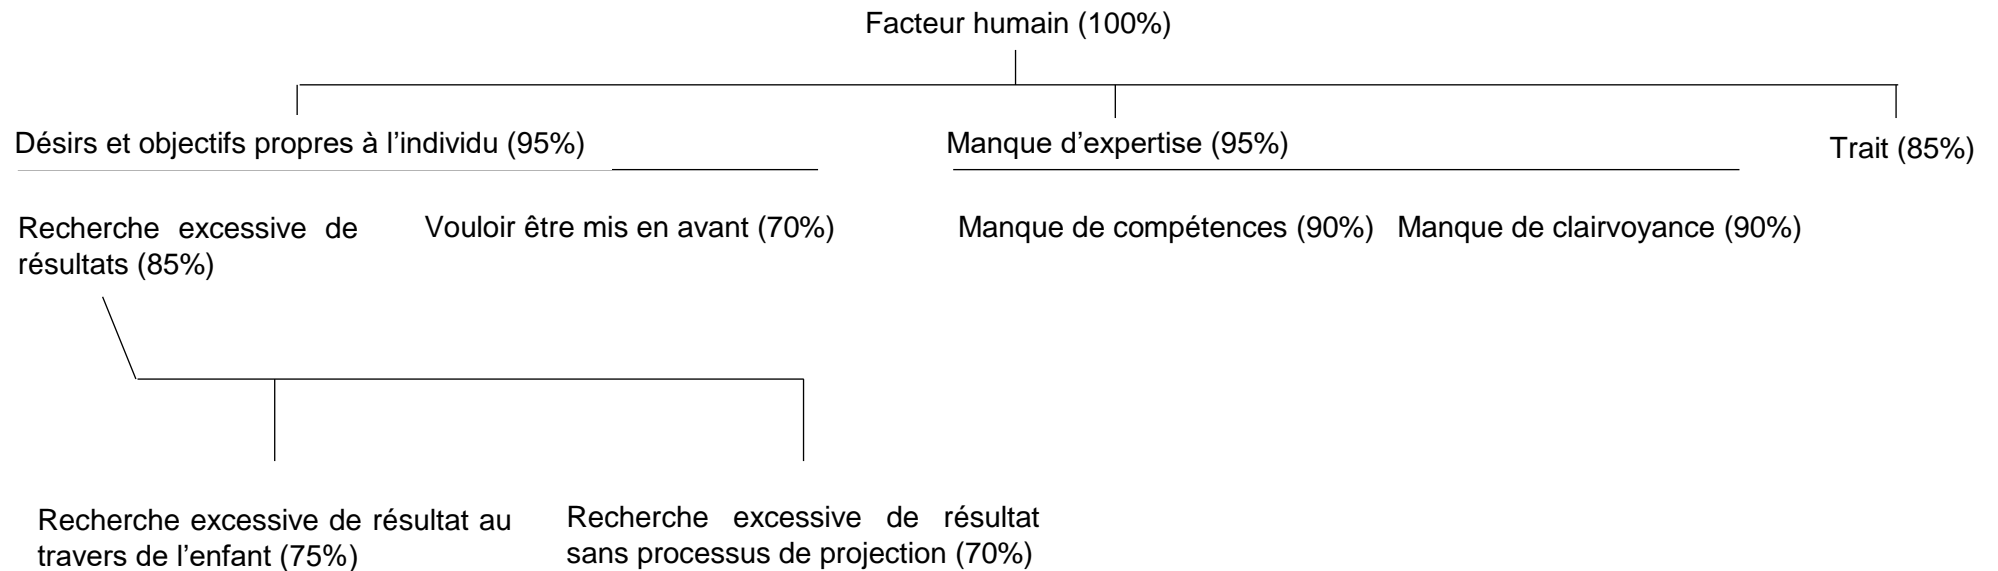 Facteur humain (100%)
Désirs et objectifs propres à l’individu (95%)
Manque d’expertise (95%)
Trait (85%)
Recherche excessive de
résultats (85%)
Vouloir être mis en avant (70%)
Manque de compétences (90%)
Manque de clairvoyance (90%)
Recherche excessive de résultat au
travers de l’enfant (75%)
Recherche excessive de résultat
sans processus de projection (70%)